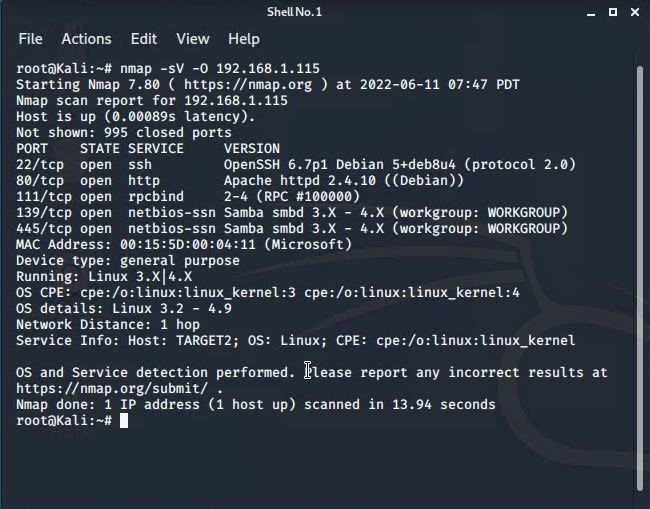 Shell No.1
File Actions Edit View Help
root@Kali:~# nmap -sV -O 192.168.1.115
Starting Nmap 7.80 ( https://nmap.org ) at 2022-06-11 07:47 PDT
Nmap scan report for 192.168.1.115
Host is up (0.00089s latency).
Not shown: 995 closed ports
PORT    STATE SERVICE     VERSION
22/tcp  open  ssh         OpenSSH 6.7p1 Debian 5+deb8u4 (protocol 2.0)
80/tcp  open  http        Apache httpd 2.4.10 ((Debian))
111/tcp open  rpcbind     2-4 (RPC #100000)
139/tcp open  netbios-ssn Samba smbd 3.X - 4.X (workgroup: WORKGROUP)
445/tcp open  netbios-ssn Samba smbd 3.X - 4.X (workgroup: WORKGROUP)
MAC Address: 00:15:5D:00:04:11 (Microsoft)
Device type: general purpose
Running: Linux 3.X|4.X
OS CPE: cpe:/o:linux:linux_kernel:3 cpe:/o:linux:linux_kernel:4
OS details: Linux 3.2 - 4.9
Network Distance: 1 hop
Service Info: Host: TARGET2; OS: Linux; CPE: cpe:/o:linux:linux_kernel
OS and Service detection performed. Please report any incorrect results at
https://nmap.org/submit/ .
Nmap done: 1 IP address (1 host up) scanned in 13.94 seconds
root@Kali:~#